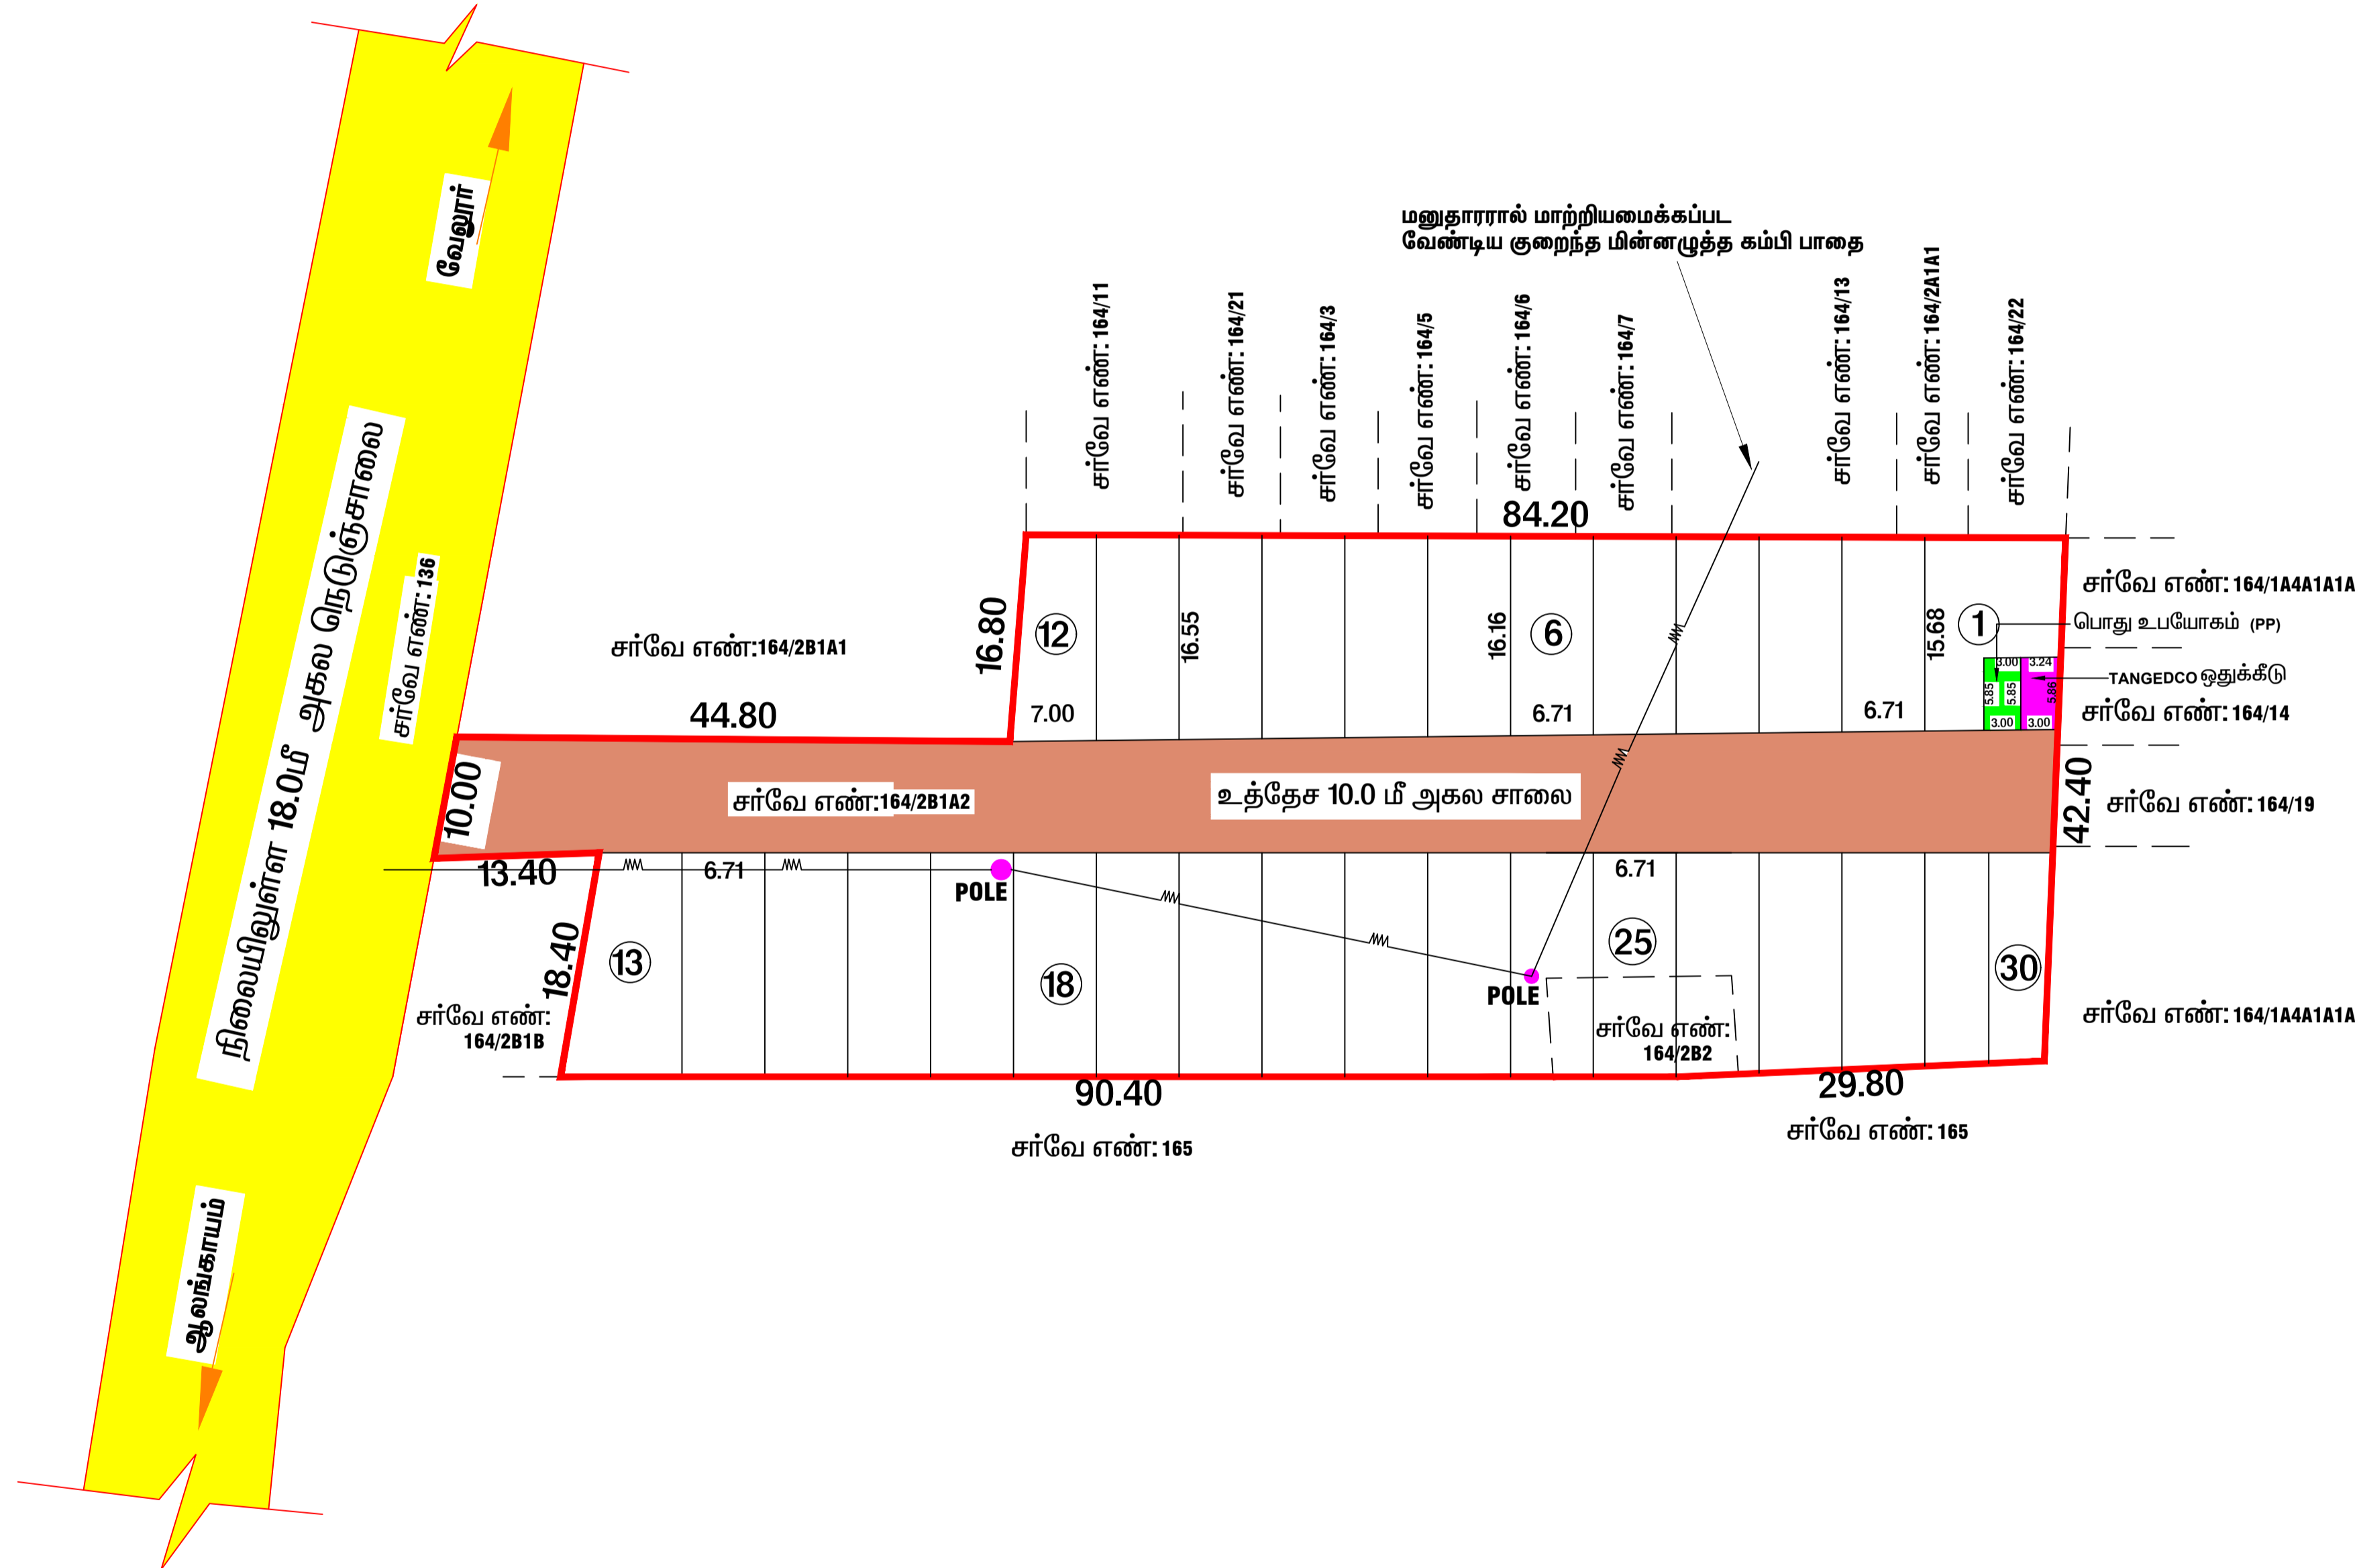 வேலூர்
மனுதாரரால் மாற்றியமைக்கப்பட
வேண்டிய குறைந்த மின்னழுத்த கம்பி பாதை
சர்வே எண்: 164/11
சர்வே எண்: 164/21
சர்வே எண்: 164/3
சர்வே எண்: 164/5
சர்வே எண்: 164/6
சர்வே எண்: 164/7
சர்வே எண்: 164/13
சர்வே எண்: 164/2A1A1
சர்வே எண்: 164/22
84.20
நிலையிலுள்ள 18.0மீ அகல நெடுஞ்சாலை
சர்வே எண்: 136
சர்வே எண்:164/2B1A1
44.80
16.80
12
7.00
16.55
16.16
6
6.71
6.71
15.68
1
சர்வே எண்: 164/1A4A1A1A
பொது உபயோகம் (PP)
3.00
3.24
5.85
5.85
5.86
3.00
3.00
TANGEDCO ஒதுக்கீடு
சர்வே எண்: 164/14
10.00
சர்வே எண்:164/2B1A2
உத்தேச 10.0 மீ அகல சாலை
42.40
சர்வே எண்: 164/19
13.40
6.71
POLE
6.71
18.40
13
18
25
30
POLE
சர்வே எண்:
164/2B1B
சர்வே எண்:
164/2B2
சர்வே எண்: 164/1A4A1A1A
90.40
29.80
சர்வே எண்: 165
சர்வே எண்: 165
ஆலங்காயம்